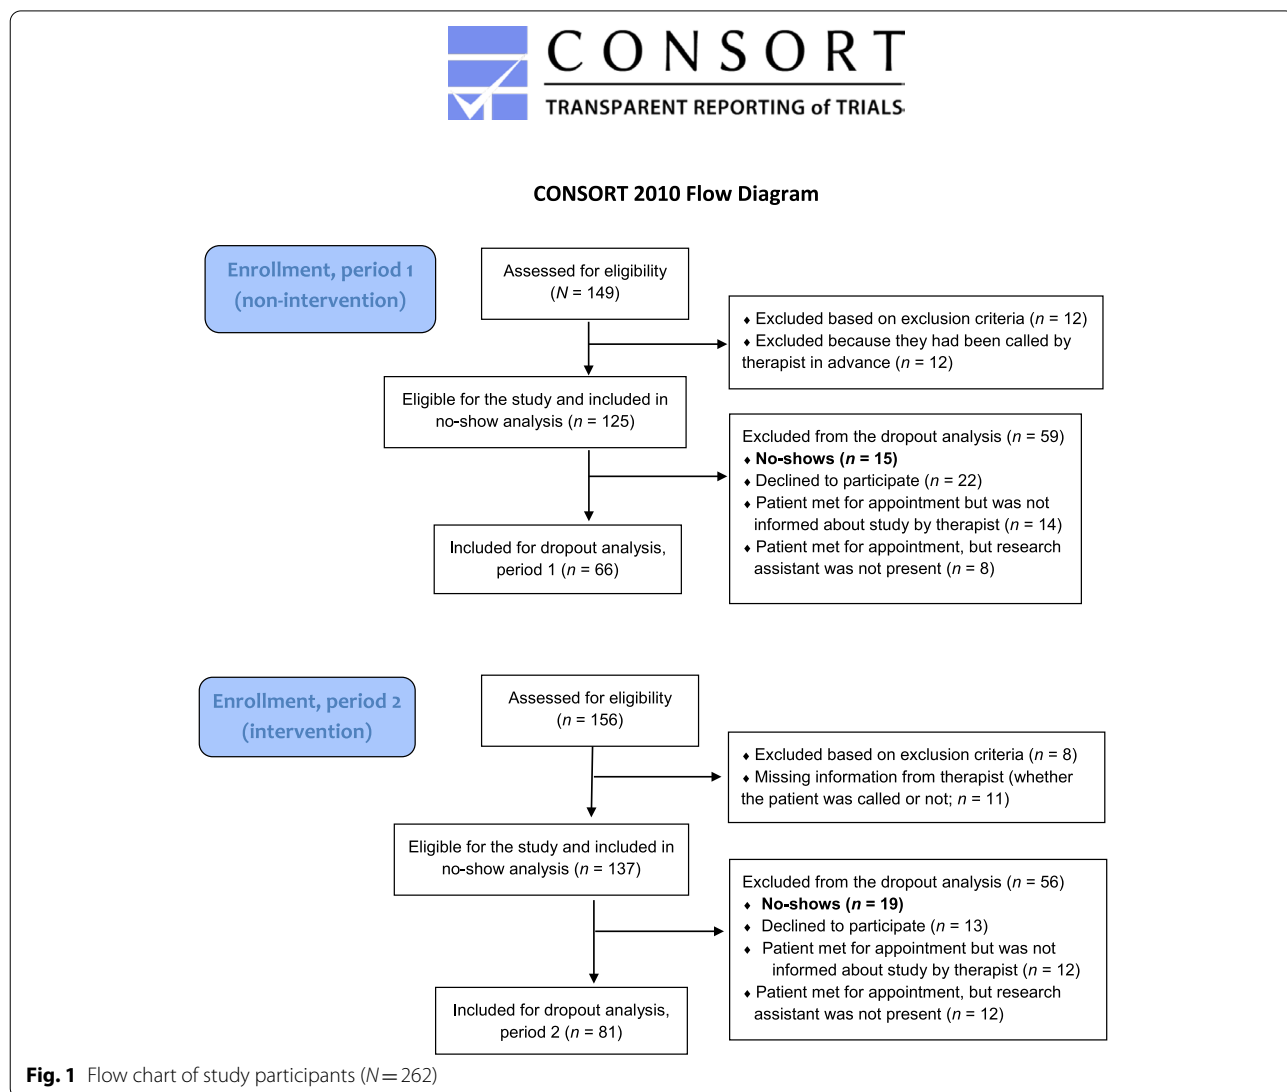 CONSORT
TRANSPARENT REPORTING of TRIALS
CONSORT 2010 Flow Diagram
Enrollment, period 1
(non-intervention)
Assessed for eligibility
(N = 149)
♦ Excluded based on exclusion criteria (n = 12)
♦ Excluded because they had been called by
therapist in advance (n = 12)
Eligible for the study and included in
no-show analysis (n = 125)
Excluded from the dropout analysis (n = 59)
♦ No-shows (n = 15)
♦ Declined to participate (n = 22)
♦ Patient met for appointment but was not
informed about study by therapist (n = 14)
♦ Patient met for appointment, but research
assistant was not present (n = 8)
Included for dropout analysis,
period 1 (n = 66)
Enrollment, period 2
(intervention)
Assessed for eligibility
(n = 156)
♦ Excluded based on exclusion criteria (n = 8)
♦ Missing information from therapist (whether
the patient was called or not; n = 11)
Eligible for the study and included in
no-show analysis (n = 137)
Excluded from the dropout analysis (n = 56)
♦ No-shows (n = 19)
♦ Declined to participate (n = 13)
♦ Patient met for appointment but was not
informed about study by therapist (n = 12)
♦ Patient met for appointment, but research
assistant was not present (n = 12)
Included for dropout analysis,
period 2 (n = 81)
Fig. 1 Flow chart of study participants (N = 262)